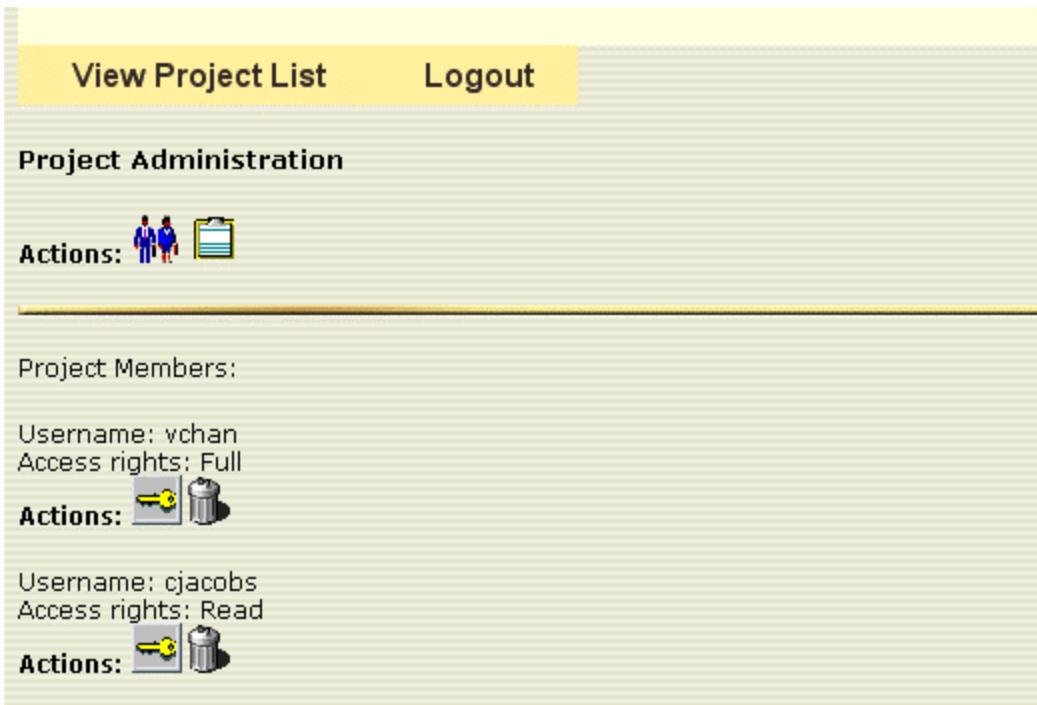 View Project List Logout
Project Administration
Actions:
Project Members:
Username: vchan
Access rights: Full
Actions:
Username: cjacobs
Access rights: Read
Actions: